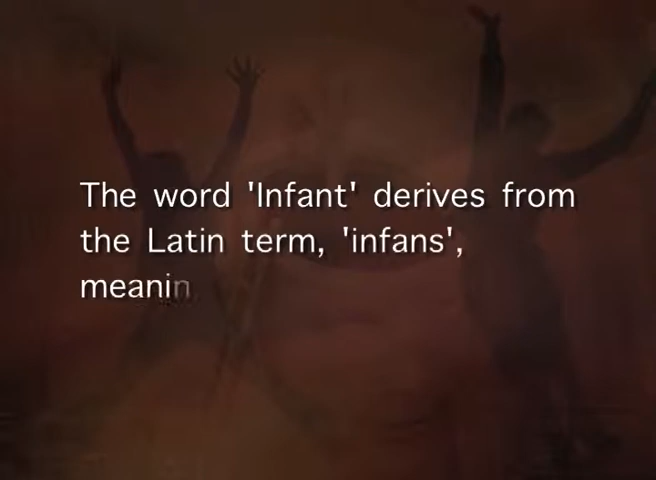 The word 'Infant' derives from
the Latin term, 'infans',
meanin